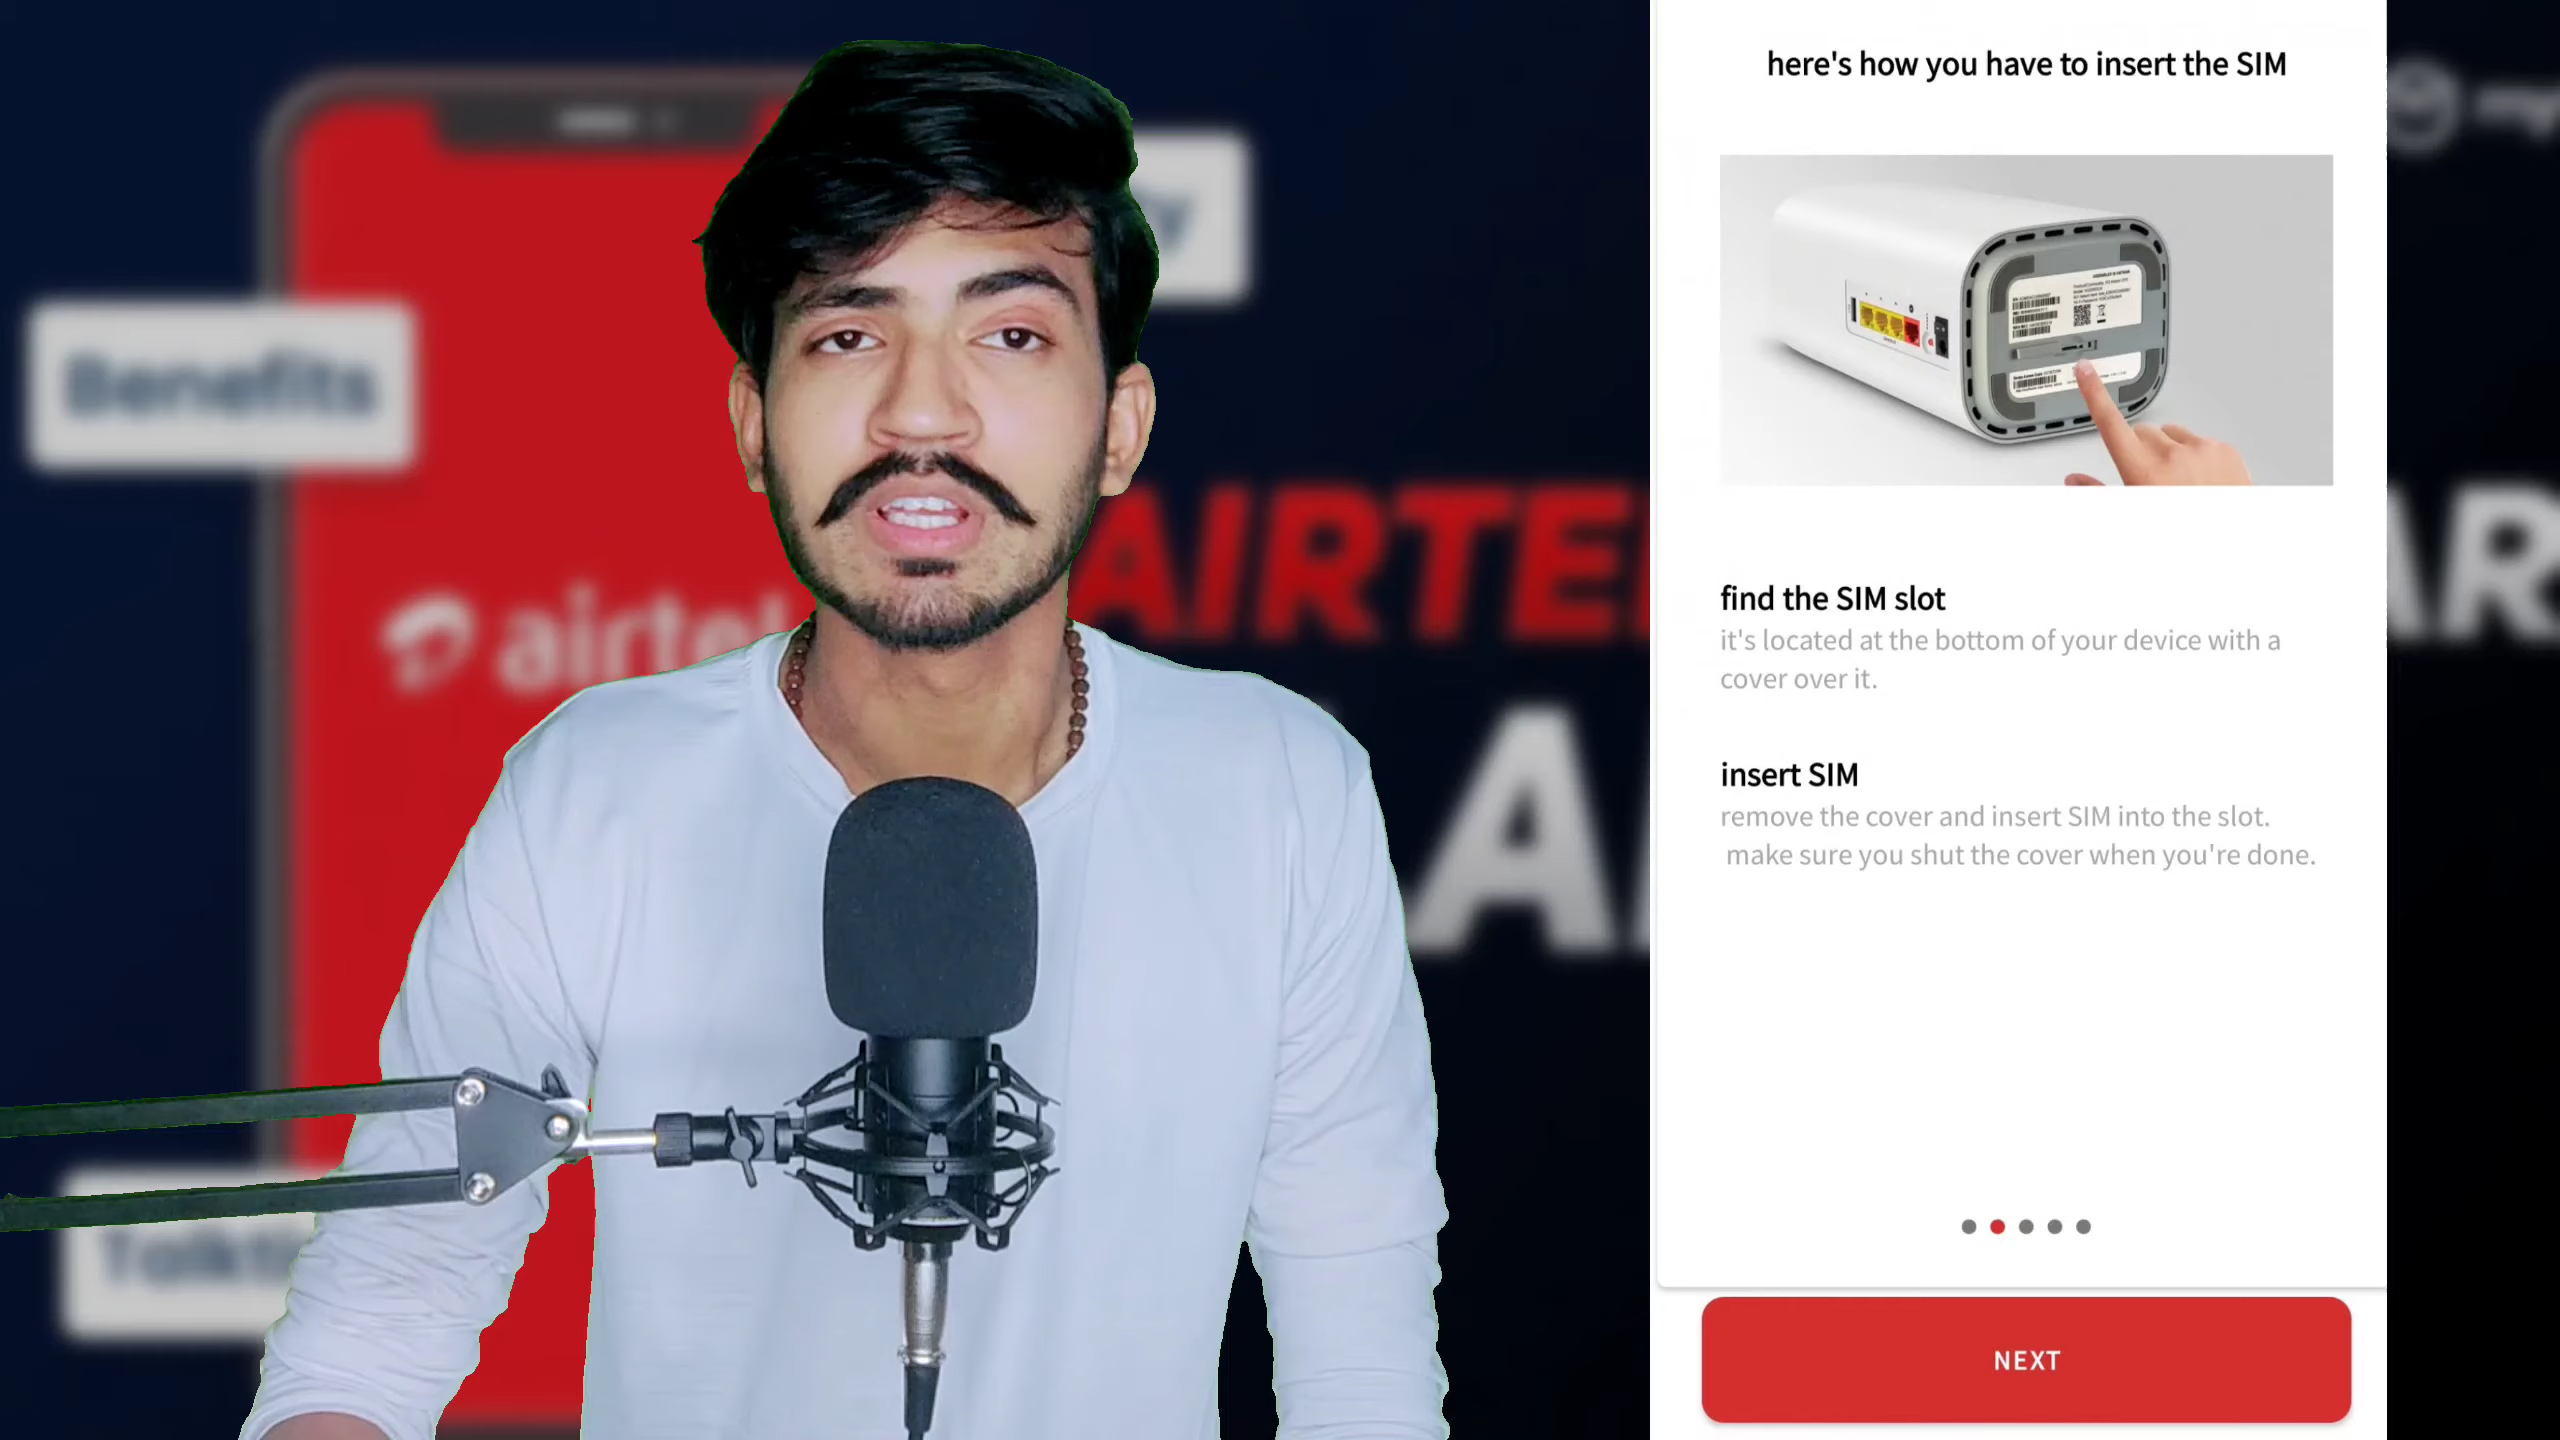 Benefits
airtel
AIRTEL
here's how you have to insert the SIM
find the SIM slot
it's located at the bottom of your device with a
cover over it.
insert SIM
remove the cover and insert SIM into the slot.
make sure you shut the cover when you're done.
NEXT